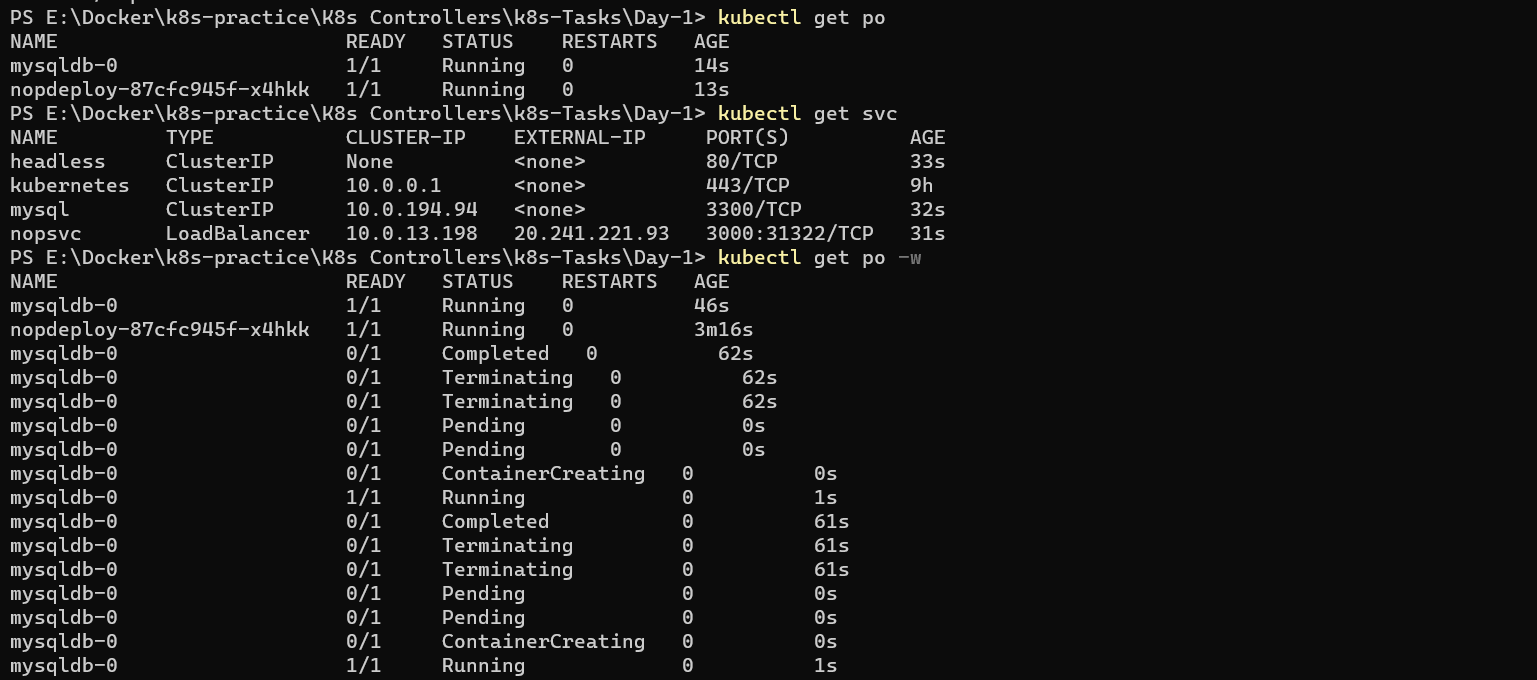 PS E:\Docker\k8s-practice\K8s Controllers\k8s-Tasks\Day-1> kubectl get po
NAME                        READY   STATUS    RESTARTS   AGE
mysqldb-0                   1/1     Running   0          14s
nopdeploy-87cfc945f-x4hkk   1/1     Running   0          13s
PS E:\Docker\k8s-practice\K8s Controllers\k8s-Tasks\Day-1> kubectl get svc
NAME         TYPE           CLUSTER-IP    EXTERNAL-IP     PORT(S)          AGE
headless     ClusterIP      None          <none>          80/TCP           33s
kubernetes   ClusterIP      10.0.0.1      <none>          443/TCP          9h
mysql        ClusterIP      10.0.194.94   <none>          3300/TCP         32s
nopsvc       LoadBalancer   10.0.13.198   20.241.221.93   3000:31322/TCP   31s
PS E:\Docker\k8s-practice\K8s Controllers\k8s-Tasks\Day-1> kubectl get po -w
NAME                        READY   STATUS    RESTARTS   AGE
mysqldb-0                   1/1     Running   0          46s
nopdeploy-87cfc945f-x4hkk   1/1     Running   0          3m16s
mysqldb-0                   0/1     Completed   0          62s
mysqldb-0                   0/1     Terminating   0          62s
mysqldb-0                   0/1     Terminating   0          62s
mysqldb-0                   0/1     Pending       0          0s
mysqldb-0                   0/1     Pending       0          0s
mysqldb-0                   0/1     ContainerCreating   0          0s
mysqldb-0                   1/1     Running             0          1s
mysqldb-0                   0/1     Completed           0          61s
mysqldb-0                   0/1     Terminating         0          61s
mysqldb-0                   0/1     Terminating         0          61s
mysqldb-0                   0/1     Pending             0          0s
mysqldb-0                   0/1     Pending             0          0s
mysqldb-0                   0/1     ContainerCreating   0          0s
mysqldb-0                   1/1     Running             0          1s